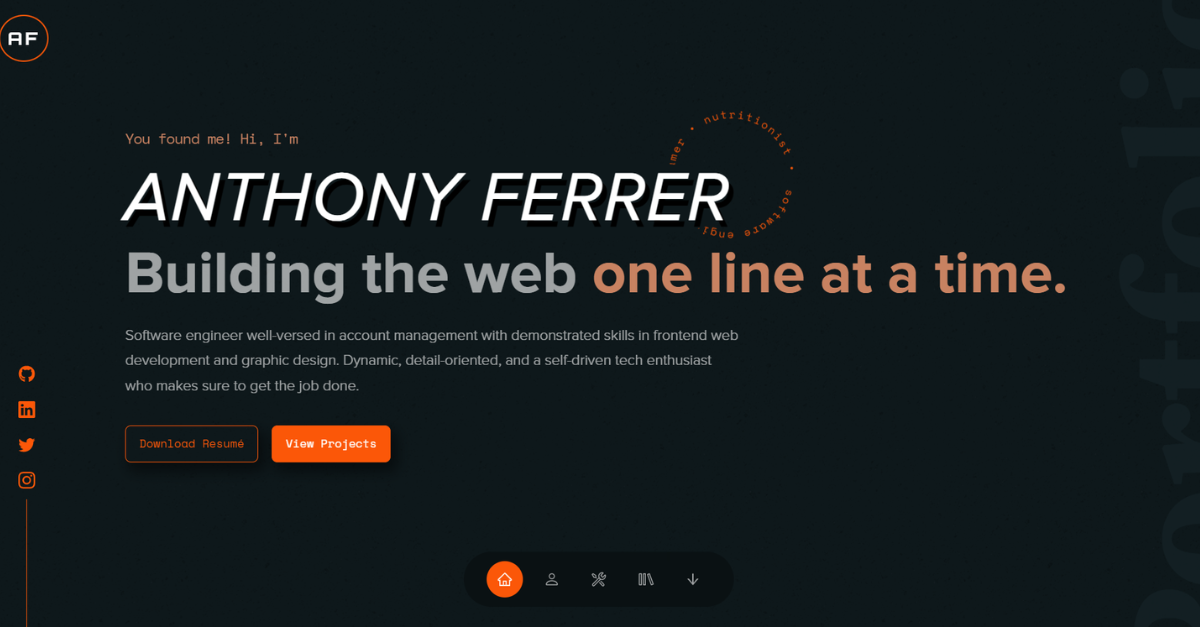 AF
You found me! Hi, I'm
ANTHONY FERRER
nutritionist • software engi
Building the web one line at a time.
Software engineer well-versed in account management with demonstrated skills in frontend web
development and graphic design. Dynamic, detail-oriented, and a self-driven tech enthusiast
who makes sure to get the job done.
Download Resumé
View Projects
in
portfolio